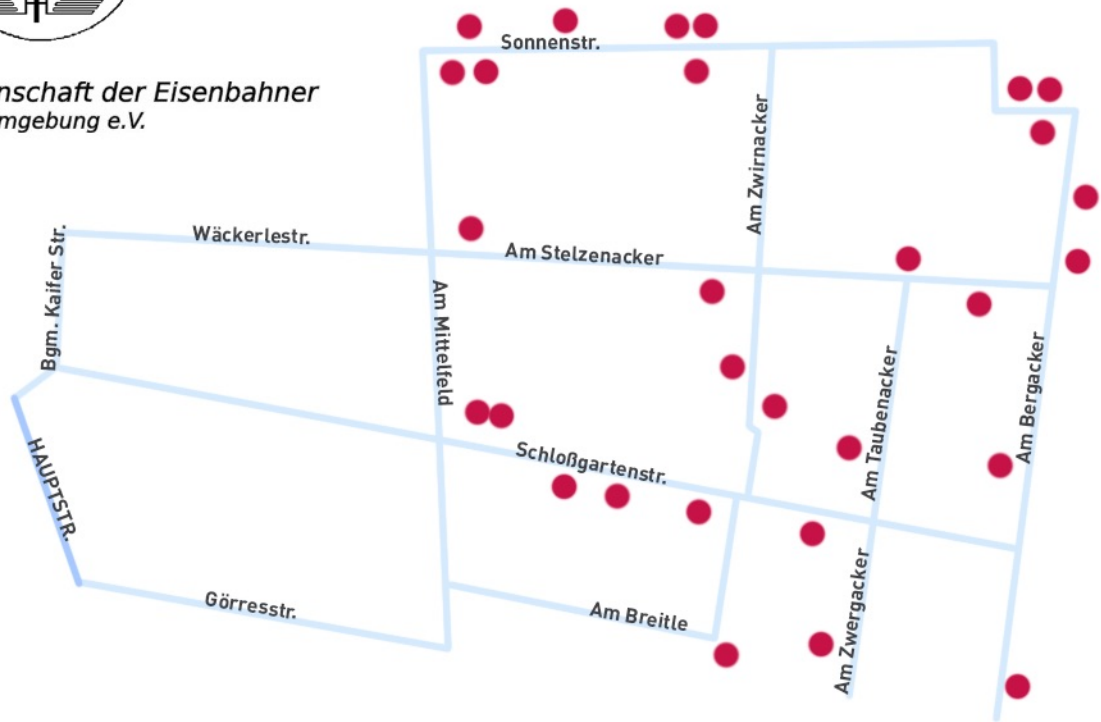 Sonnenstr.
nschaft der Eisenbahner
mgebung e.V.
Am Zwirnacker
Wäckerlestr.
Am Stelzenacker
Bgm. Kaifer Str.
Am Mittelfeld
Am Taubenacker
Am Bergacker
HAUPTSTR.
Schloßgartenstr.
Görresstr.
Am Breitle
Am Zwergacker